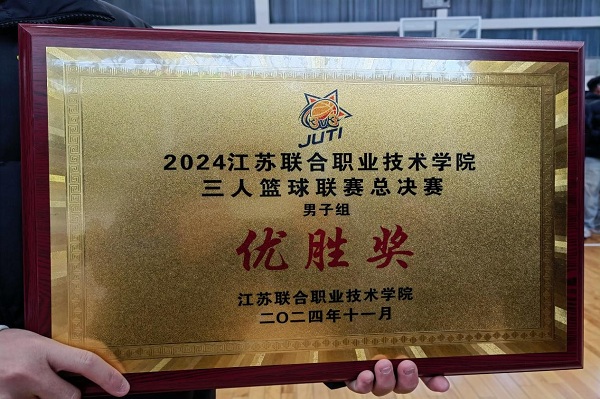 JUTI
2024江苏联合职业技术学院
三人篮球联赛总决赛
男子组
优胜奖
江苏联合职业技术学院
二〇二四年十一月